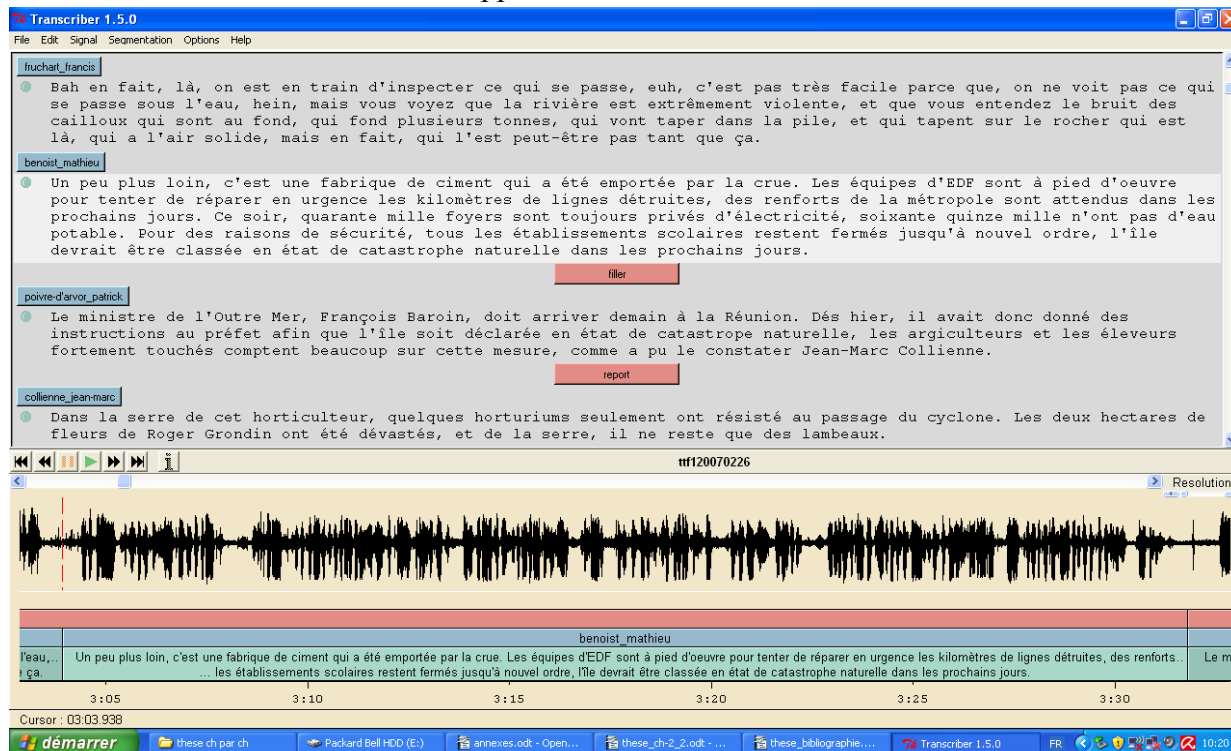 Transcriber 1.5.0
File Edit Signal Segmentation Options Help
fruchart_francis
Bah en fait, là, on est en train d'inspecter ce qui se passe, euh, c'est pas très facile parce que, on ne voit pas ce qui
se passe sous l'eau, hein, mais vous voyez que la rivière est extrêmement violente, et que vous entendez le bruit des
cailloux qui sont au fond, qui fond plusieurs tonnes, qui vont taper dans la pile, et qui tapent sur le rocher qui est
là, qui a l'air solide, mais en fait, qui l'est peut-être pas tant que ça.
benoist_mathieu
Un peu plus loin, c'est une fabrique de ciment qui a été emportée par la crue. Les équipes d'EDF sont à pied d'oeuvre
pour tenter de réparer en urgence les kilomètres de lignes détruites, des renforts de la métropole sont attendus dans les
prochains jours. Ce soir, quarante mille foyers sont toujours privés d'électricité, soixante quinze mille n'ont pas d'eau
potable. Pour des raisons de sécurité, tous les établissements scolaires restent fermés jusqu'à nouvel ordre, l'île
devrait être classée en état de catastrophe naturelle dans les prochains jours.
filler
poivre-d'arvor_patrick
Le ministre de l'Outre Mer, François Baroin, doit arriver demain à la Réunion. Dés hier, il avait donc donné des
instructions au préfet afin que l'île soit déclarée en état de catastrope naturelle, les argiculteurs et les éleveurs
fortement touchés comptent beaucoup sur cette mesure, comme a pu le constater Jean-Marc Collienne.
report
collienne_jean-marc
Dans la serre de cet horticulteur, quelques horturiums seulement ont résisté au passage du cyclone. Les deux hectares de
fleurs de Roger Grondin ont été dévastés, et de la serre, il ne reste que des lambeaux.
ttf120070226
Resolution
benoist_mathieu
l'eau,.. Un peu plus loin, c'est une fabrique de ciment qui a été emportée par la crue. Les équipes d'EDF sont à pied d'oeuvre pour tenter de réparer en urgence les kilomètres de lignes détruites, des renforts.. Le m
ça. ... les établissements scolaires restent fermés jusqu'à nouvel ordre, l'île devrait être classée en état de catastrophe naturelle dans les prochains jours.
3:05 3:10 3:15 3:20 3:25 3:30
Cursor : 03:03.938
démarrer these ch par ch Packard Bell HDD (E:) annexes.odt - Open... these_ch-2_2.odt - ... these_bibliographie.... Transcriber 1.5.0 FR